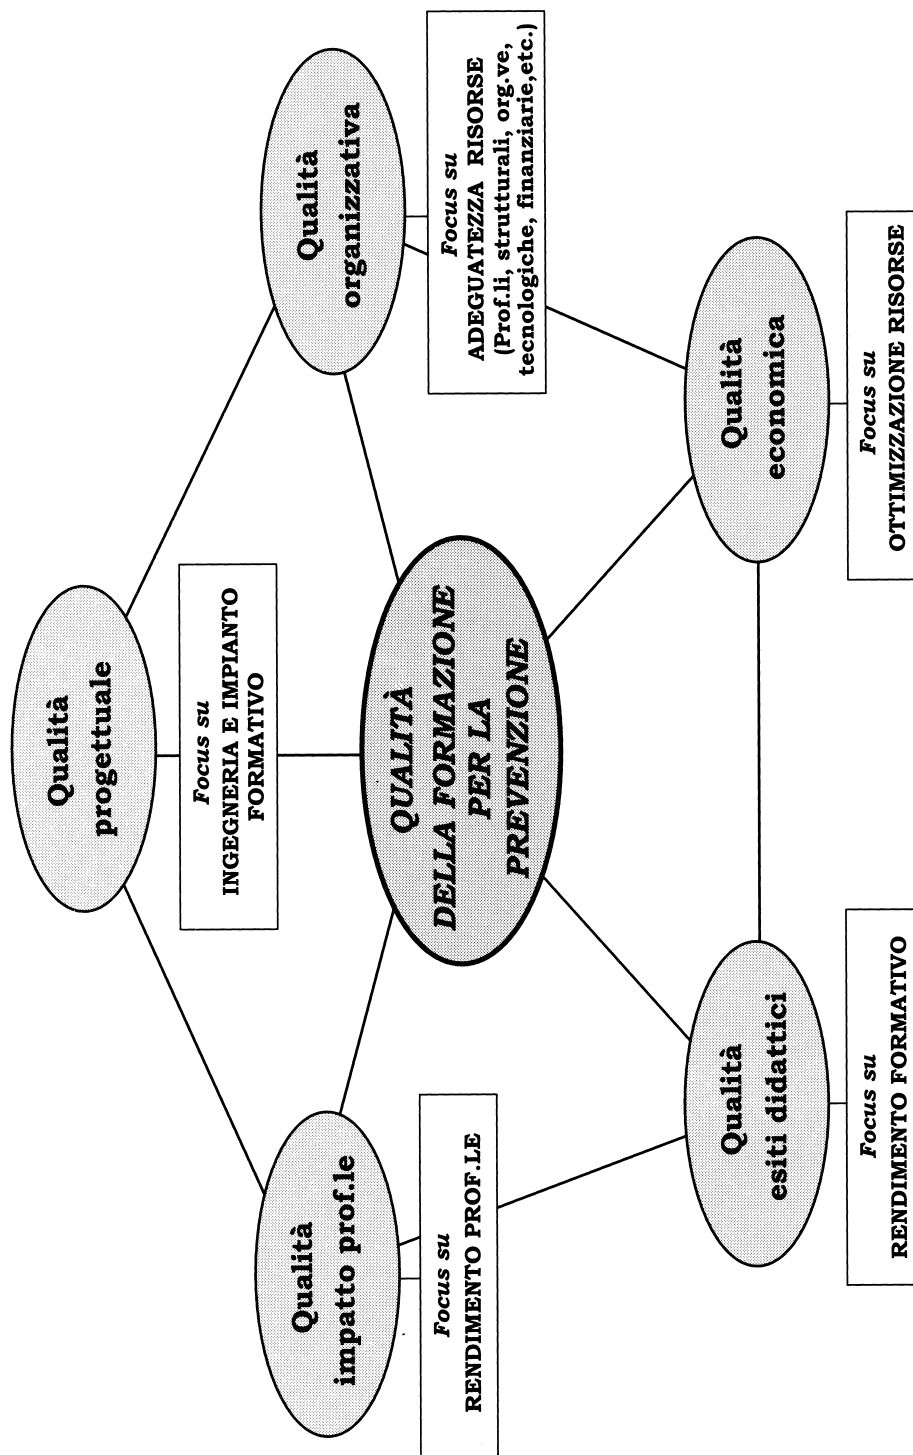 Qualità
progettuale
Focus su
INGEGNERIA E IMPIANTO
FORMATIVO
Qualità
impatto prof.le
Focus su
RENDIMENTO PROF.LE
QUALITÀ
DELLA FORMAZIONE
PER LA
PREVENZIONE
Qualità
organizzativa
Focus su
ADEGUATEZZA RISORSE
(Prof.li, strutturali, org.ve,
tecnologiche, finanziarie,etc.)
Qualità
esiti didattici
Focus su
RENDIMENTO FORMATIVO
Qualità
economica
Focus su
OTTIMIZZAZIONE RISORSE